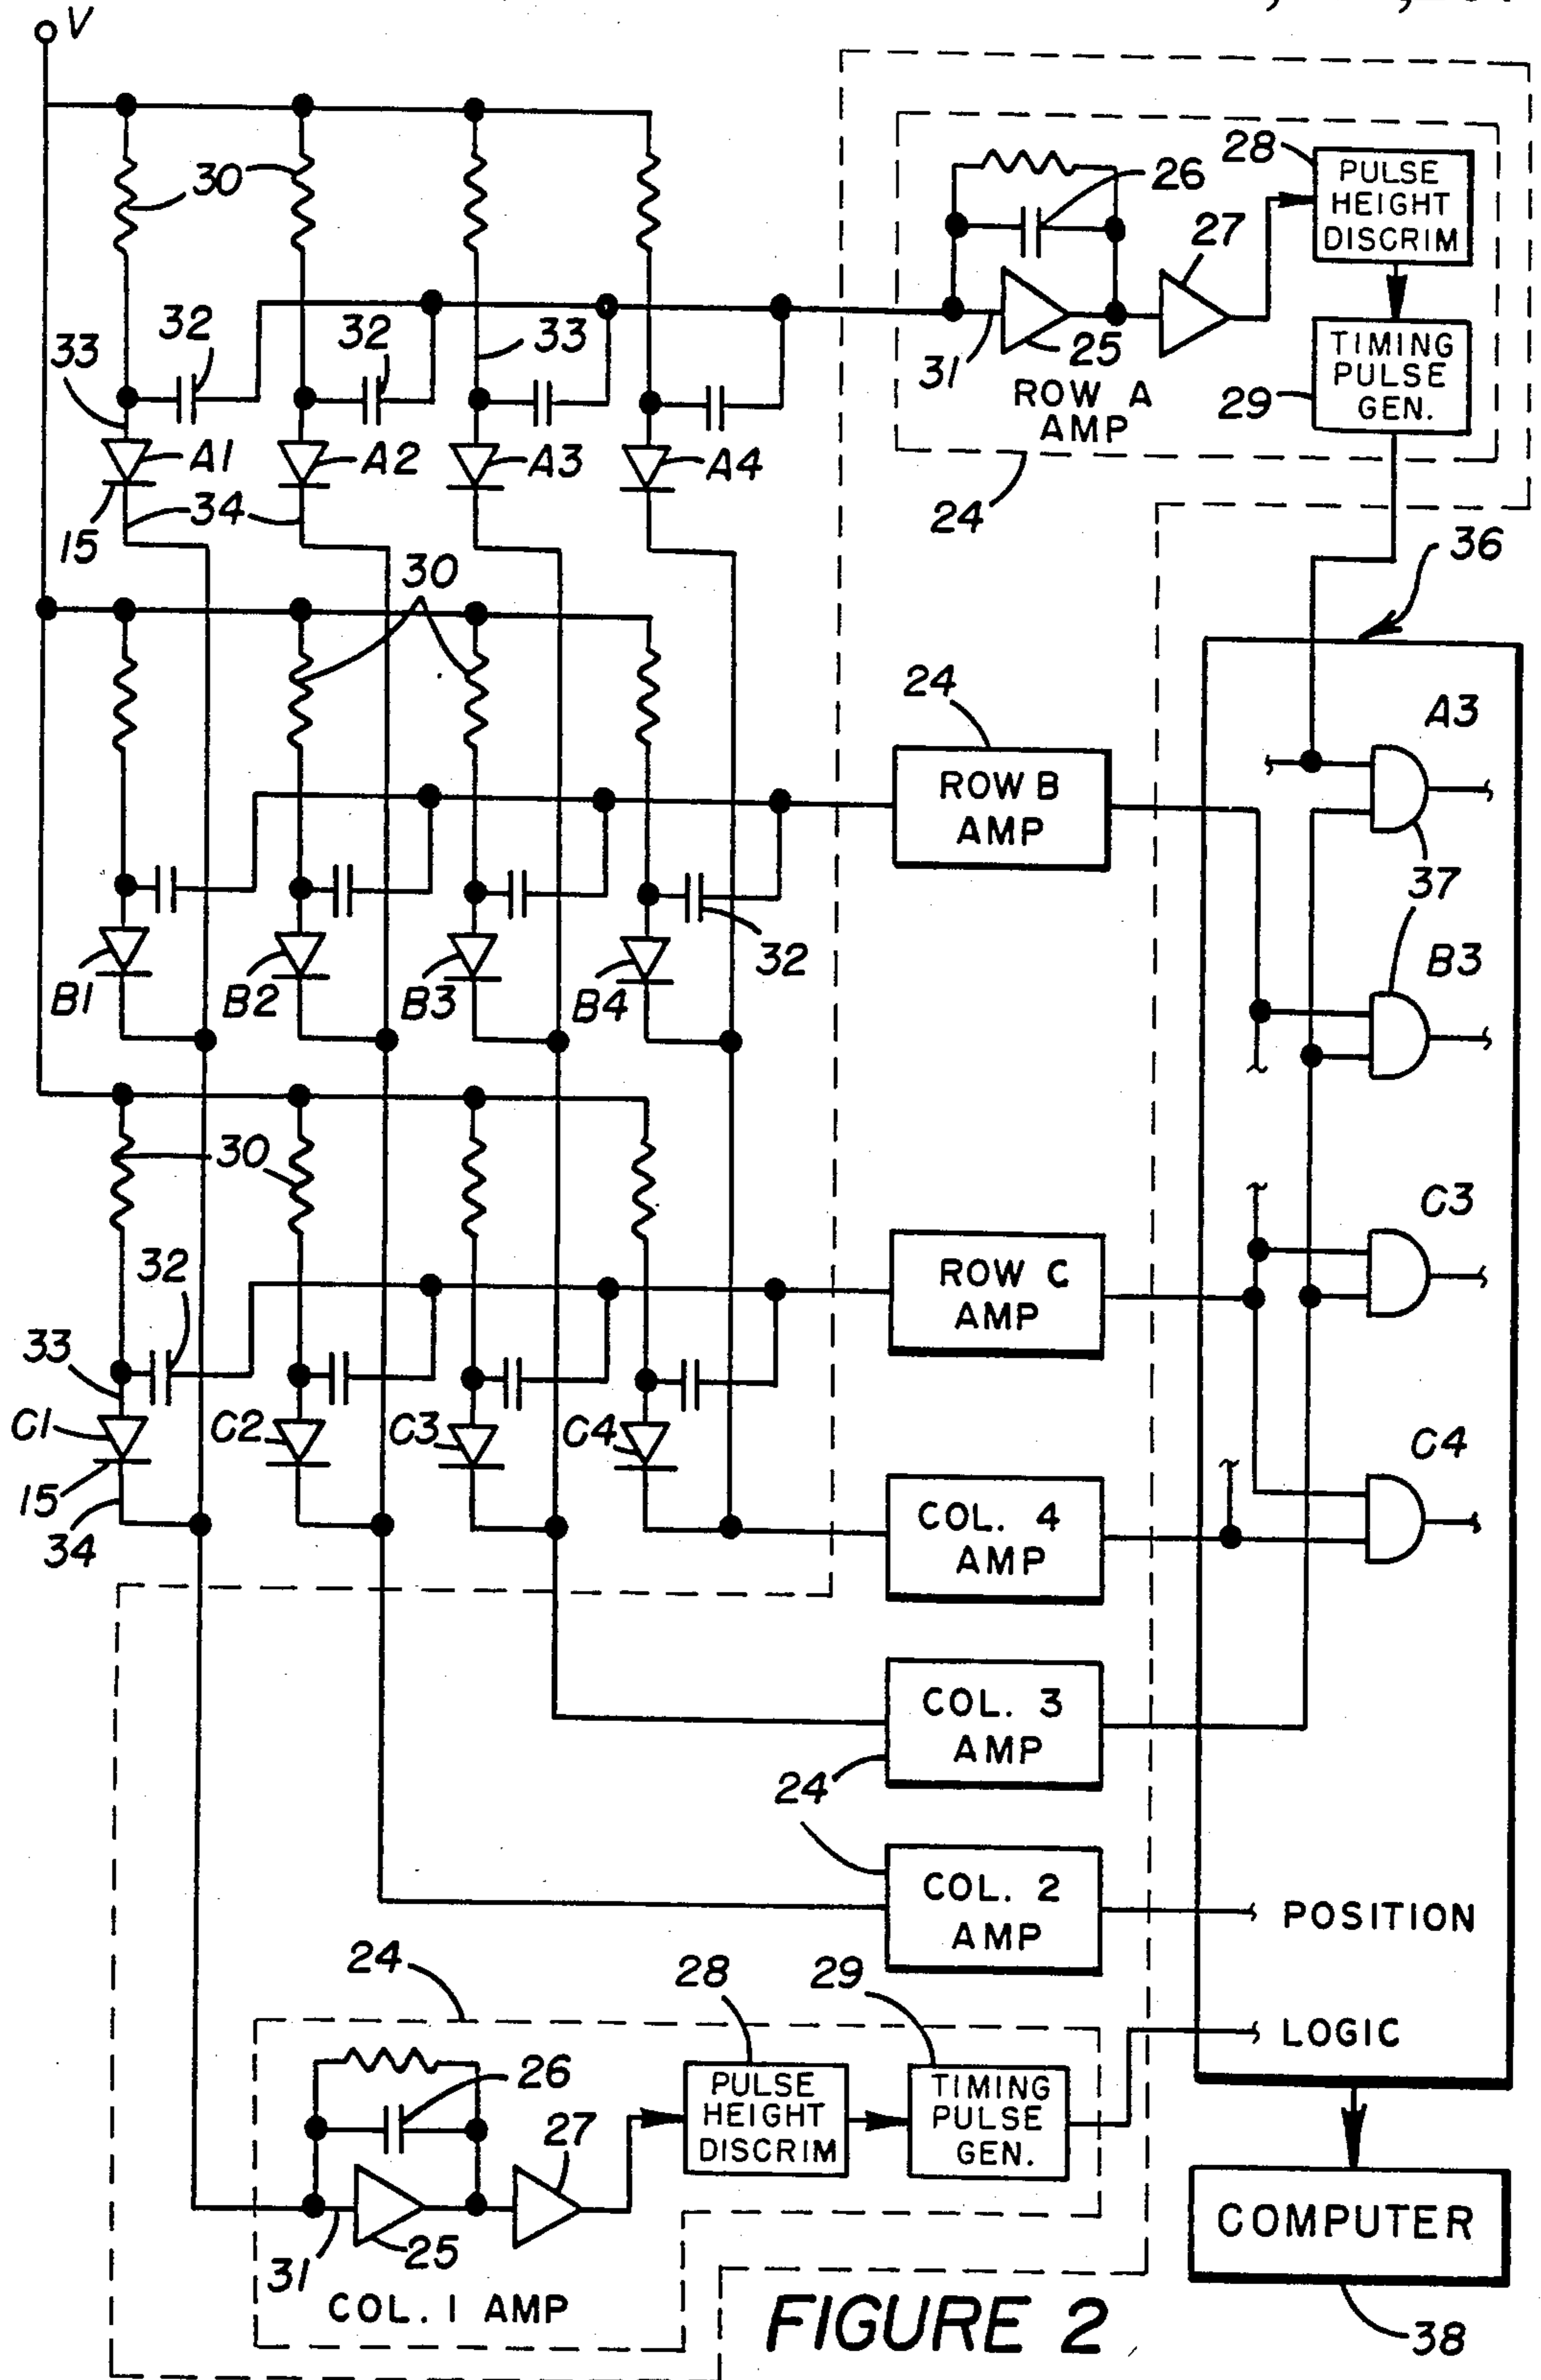 V
30
28
PULSE
HEIGHT
DISCRIM
26
27
32
32
33
33
31
25
ROW A
AMP
29
TIMING
PULSE
GEN.
A1
A2
A3
A4
15
34
24
36
30
24
A3
ROW B
AMP
37
37
B3
32
B1
B2
B3
B4
30
C3
32
ROW C
AMP
33
C1
C2
C3
C4
C4
15
34
COL. 4
AMP
COL. 3
AMP
24
COL. 2
AMP
POSITION
24
28
29
LOGIC
26
27
PULSE
HEIGHT
DISCRIM
TIMING
PULSE
GEN.
31
25
COL. 1 AMP
COMPUTER
38
FIGURE 2